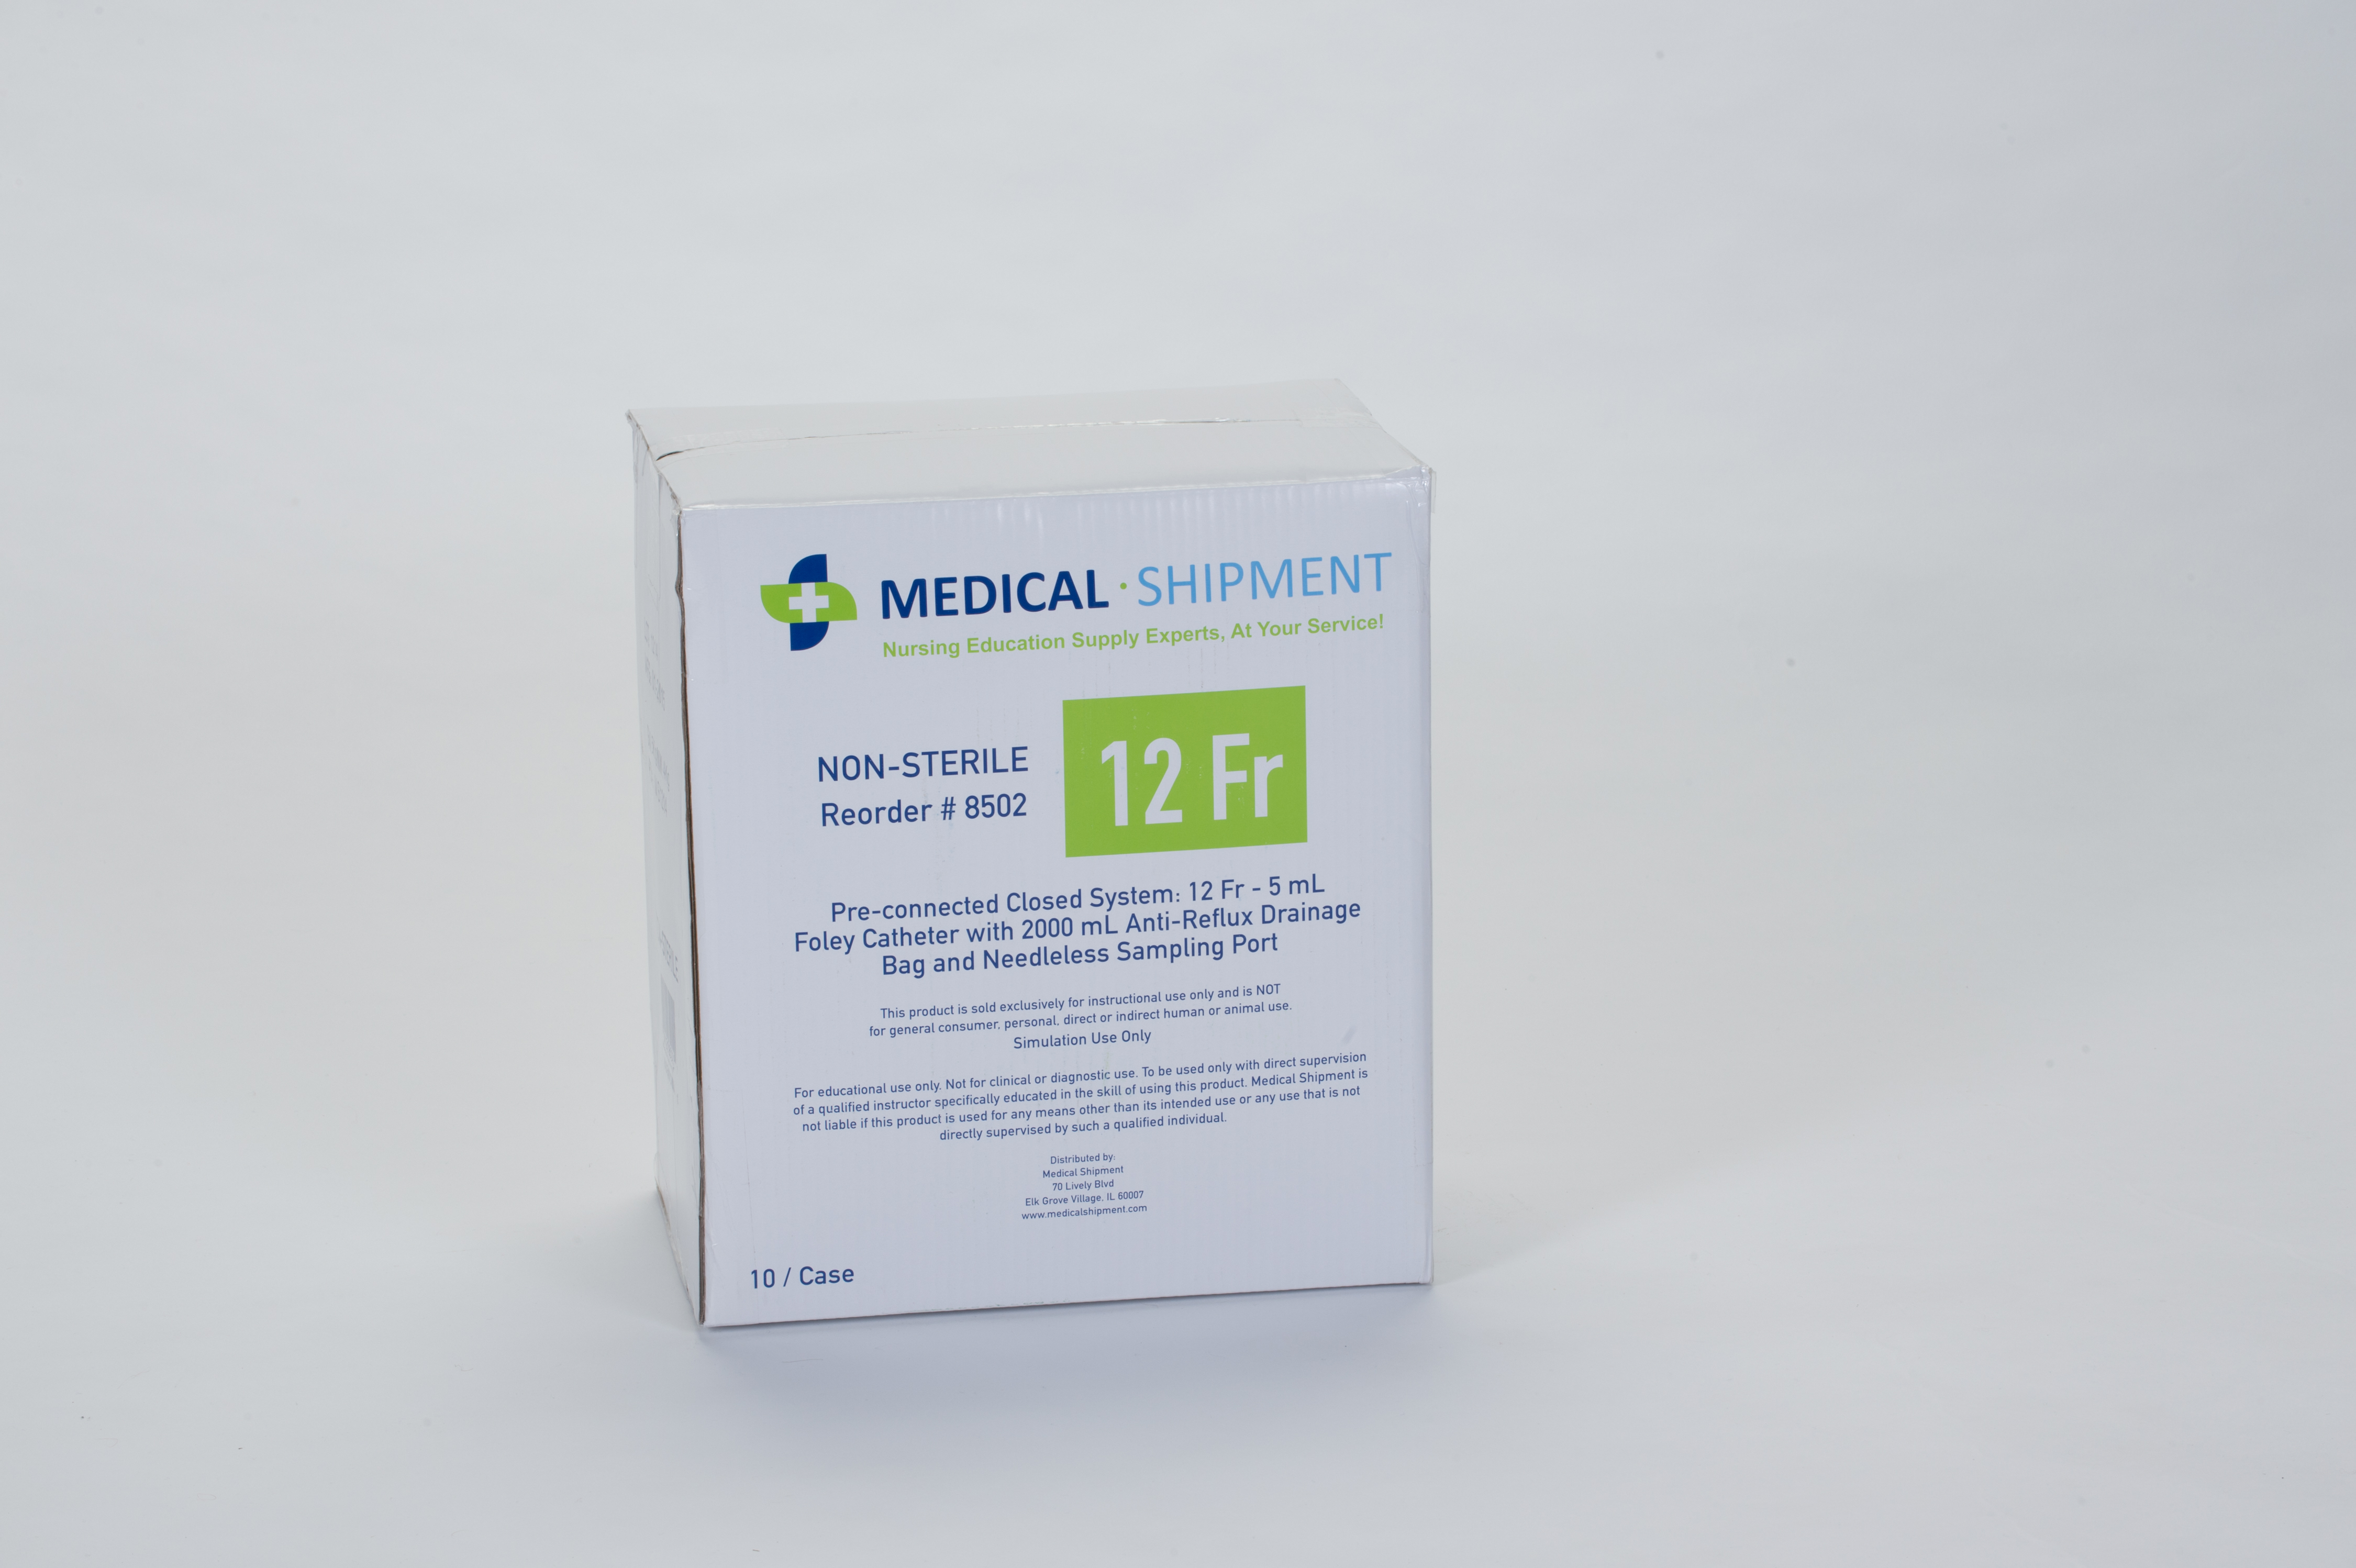 MEDICAL · SHIPMENT
Nursing Education Supply Experts, At Your Service!
NON-STERILE
Reorder # 8502
12 Fr
Pre-connected Closed System: 12 Fr - 5 mL
Foley Catheter with 2000 mL Anti-Reflux Drainage
Bag and Needleless Sampling Port
This product is sold exclusively for instructional use only and is NOT
for general consumer, personal, direct or indirect human or animal use.
Simulation Use Only
For educational use only. Not for clinical or diagnostic use. To be used only with direct supervision
of a qualified instructor specifically educated in the skill of using this product. Medical Shipment is
not liable if this product is used for any means other than its intended use or any use that is not
directly supervised by such a qualified individual.
Distributed by:
Medical Shipment
70 Lively Blvd
Elk Grove Village. IL 60007
www.medicalshipment.com
10 / Case